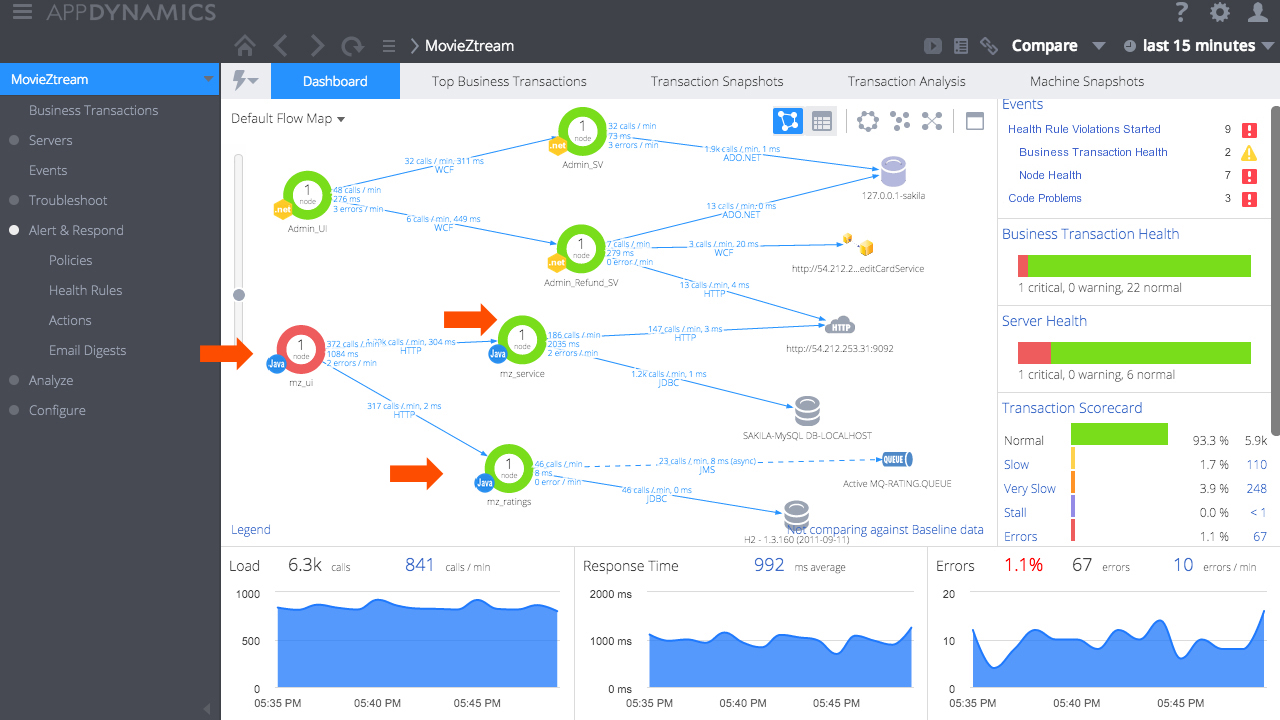 APPDYNAMICS
MovieZtream
Compare
last 15 minutes
MovieZtream
Business Transactions
Servers
Events
Troubleshoot
Alert & Respond
Policies
Health Rules
Actions
Email Digests
Analyze
Configure
Dashboard
Top Business Transactions
Transaction Snapshots
Transaction Analysis
Machine Snapshots
Default Flow Map
1
node
.net
Admin_SV
32 calls / min
73 ms
3 errors / min
1.9k calls / min, 1 ms
ADO.NET
127.0.0.1-sakila
32 calls / min, 311 ms
WCF
1
node
.net
Admin_Ui
48 calls / min
276 ms
3 errors / min
6 calls / min, 449 ms
WCF
13 calls / min, 0 ms
ADO.NET
1
node
.net
Admin_Refund_SV
7 calls / min
279 ms
0 error / min
3 calls / min, 20 ms
WCF
http://54.212.2...editCardService
13 calls / min, 4 ms
HTTP
147 calls / min, 3 ms
HTTP
HTTP
http://54.212.253.31:9092
1
node
Java
mz_ui
372 calls / min
1084 ms
2 errors / min
304 ms
HTTP
1
node
Java
mz_service
186 calls / min
2035 ms
2 errors / min
1.2k calls / min, 1 ms
JDBC
SAKILA-MySQL DB-LOCALHOST
317 calls / min, 2 ms
HTTP
1
node
Java
mz_ratings
46 calls / min
8 ms
0 error / min
23 calls / min, 8 ms (async)
JMS
QUEUE
Active MQ-RATING.QUEUE
46 calls / min, 0 ms
JDBC
H2 - 1.3.160 (2011-09-11)
Legend
Not comparing against Baseline data
Events
Health Rule Violations Started 9
Business Transaction Health 2
Node Health 7
Code Problems 3
Business Transaction Health
1 critical, 0 warning, 22 normal
Server Health
1 critical, 0 warning, 6 normal
Transaction Scorecard
Normal 93.3 % 5.9k
Slow 1.7 % 110
Very Slow 3.9 % 248
Stall 0.0 % < 1
Errors 1.1 % 67
Load 6.3k calls 841 calls / min
1000
500
0
05:35 PM 05:40 PM 05:45 PM
Response Time 992 ms average
2000 ms
1000 ms
0 ms
05:35 PM 05:40 PM 05:45 PM
Errors 1.1% 67 errors 10 errors / min
20
10
0
05:35 PM 05:40 PM 05:45 PM